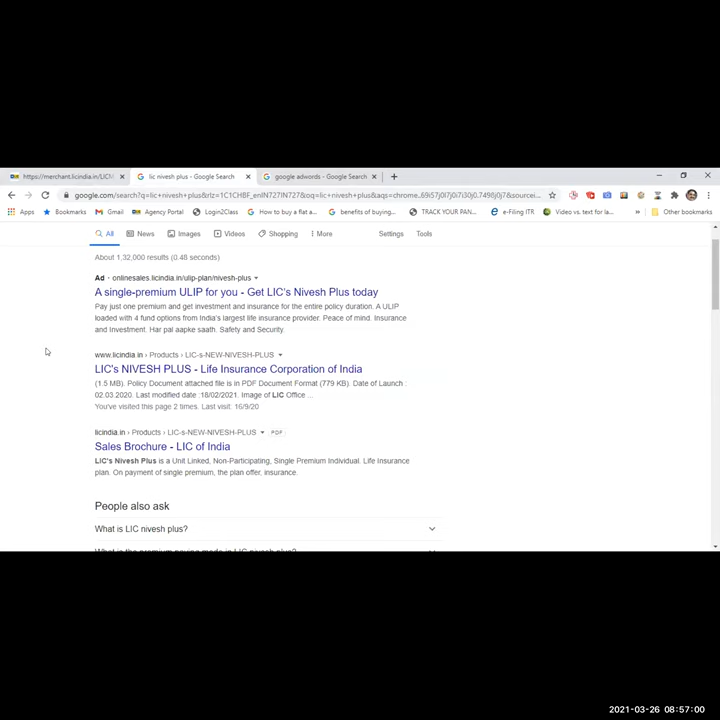 https://merchant.licindia.in/LICM
lic nivesh plus - Google Search
google adwords - Google Search
google.com/search?q=lic+nivesh+plus&rlz=1C1CHBF_enIN727IN727&oq=lic+nivesh+plus&aqs=chrome..69i57j0l7j0i7i30j0.7498j0j7&sourcei...
Apps Bookmarks Gmail Agency Portal Login2Class How to buy a flat a... benefits of buying... TRACK YOUR PAN... e-Filing ITR Video vs. text for la... Other bookmarks
All News Images Videos Shopping More Settings Tools
About 1,32,000 results (0.48 seconds)
Ad · onlinesales.licindia.in/ulip-plan/nivesh-plus
A single-premium ULIP for you - Get LIC's Nivesh Plus today
Pay just one premium and get investment and insurance for the entire policy duration. A ULIP
loaded with 4 fund options from India's largest life insurance provider. Peace of mind. Insurance
and Investment. Har pal aapke saath. Safety and Security.
www.licindia.in › Products › LIC-s-NEW-NIVESH-PLUS
LIC's NIVESH PLUS - Life Insurance Corporation of India
(1.5 MB). Policy Document attached file is in PDF Document Format (779 KB). Date of Launch :
02.03.2020. Last modified date :18/02/2021. Image of LIC Office ...
You've visited this page 2 times. Last visit: 16/9/20
licindia.in › Products › LIC-s-NEW-NIVESH-PLUS PDF
Sales Brochure - LIC of India
LIC's Nivesh Plus is a Unit Linked, Non-Participating, Single Premium Individual. Life Insurance
plan. On payment of single premium, the plan offer, insurance.
People also ask
What is LIC nivesh plus?
What is the premium paying mode in LIC nivesh plus?
2021-03-26 08:57:00